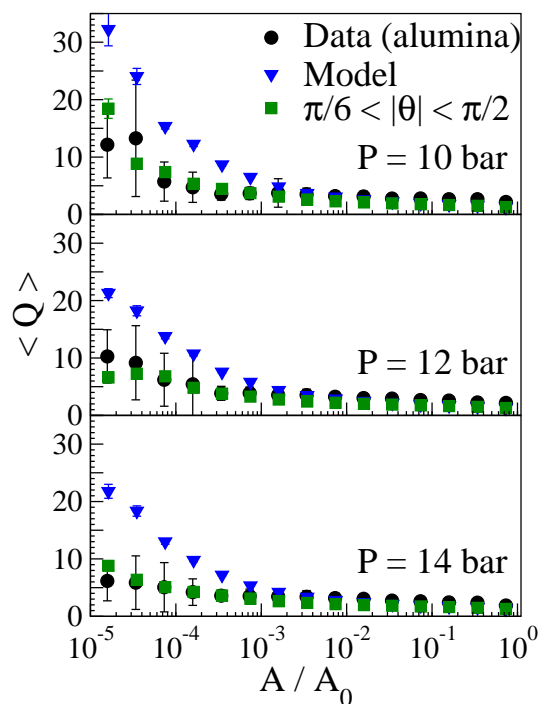 30
Data (alumina)
Model
π/6 < |θ| < π/2
20
10
P = 10 bar
0
30
20
< Q >
P = 12 bar
10
0
30
20
P = 14 bar
10
0
10^-5 10^-4 10^-3 10^-2 10^-1 10^0
A / A_0